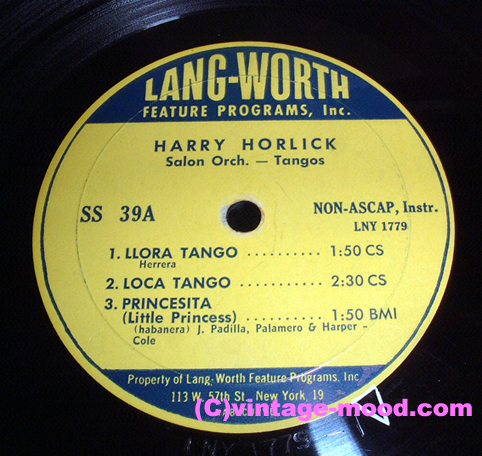 LANG-WORTH
FEATURE PROGRAMS, Inc.
HARRY HORLICK
Salon Orch. — Tangos
SS 39A
NON-ASCAP, Instr.
LNY 1779
1. LLORA TANGO .......... 1:50 CS
Herrera
2. LOCA TANGO .......... 2:30 CS
3. PRINCESITA
(Little Princess) .......... 1:50 BMI
(habanera) J. Padilla, Palamero & Harper -
Cole
Property of Lang-Worth Feature Programs, Inc
113 W. 57th St., New York 19
(C)vintage-mood.com
LNY 1779